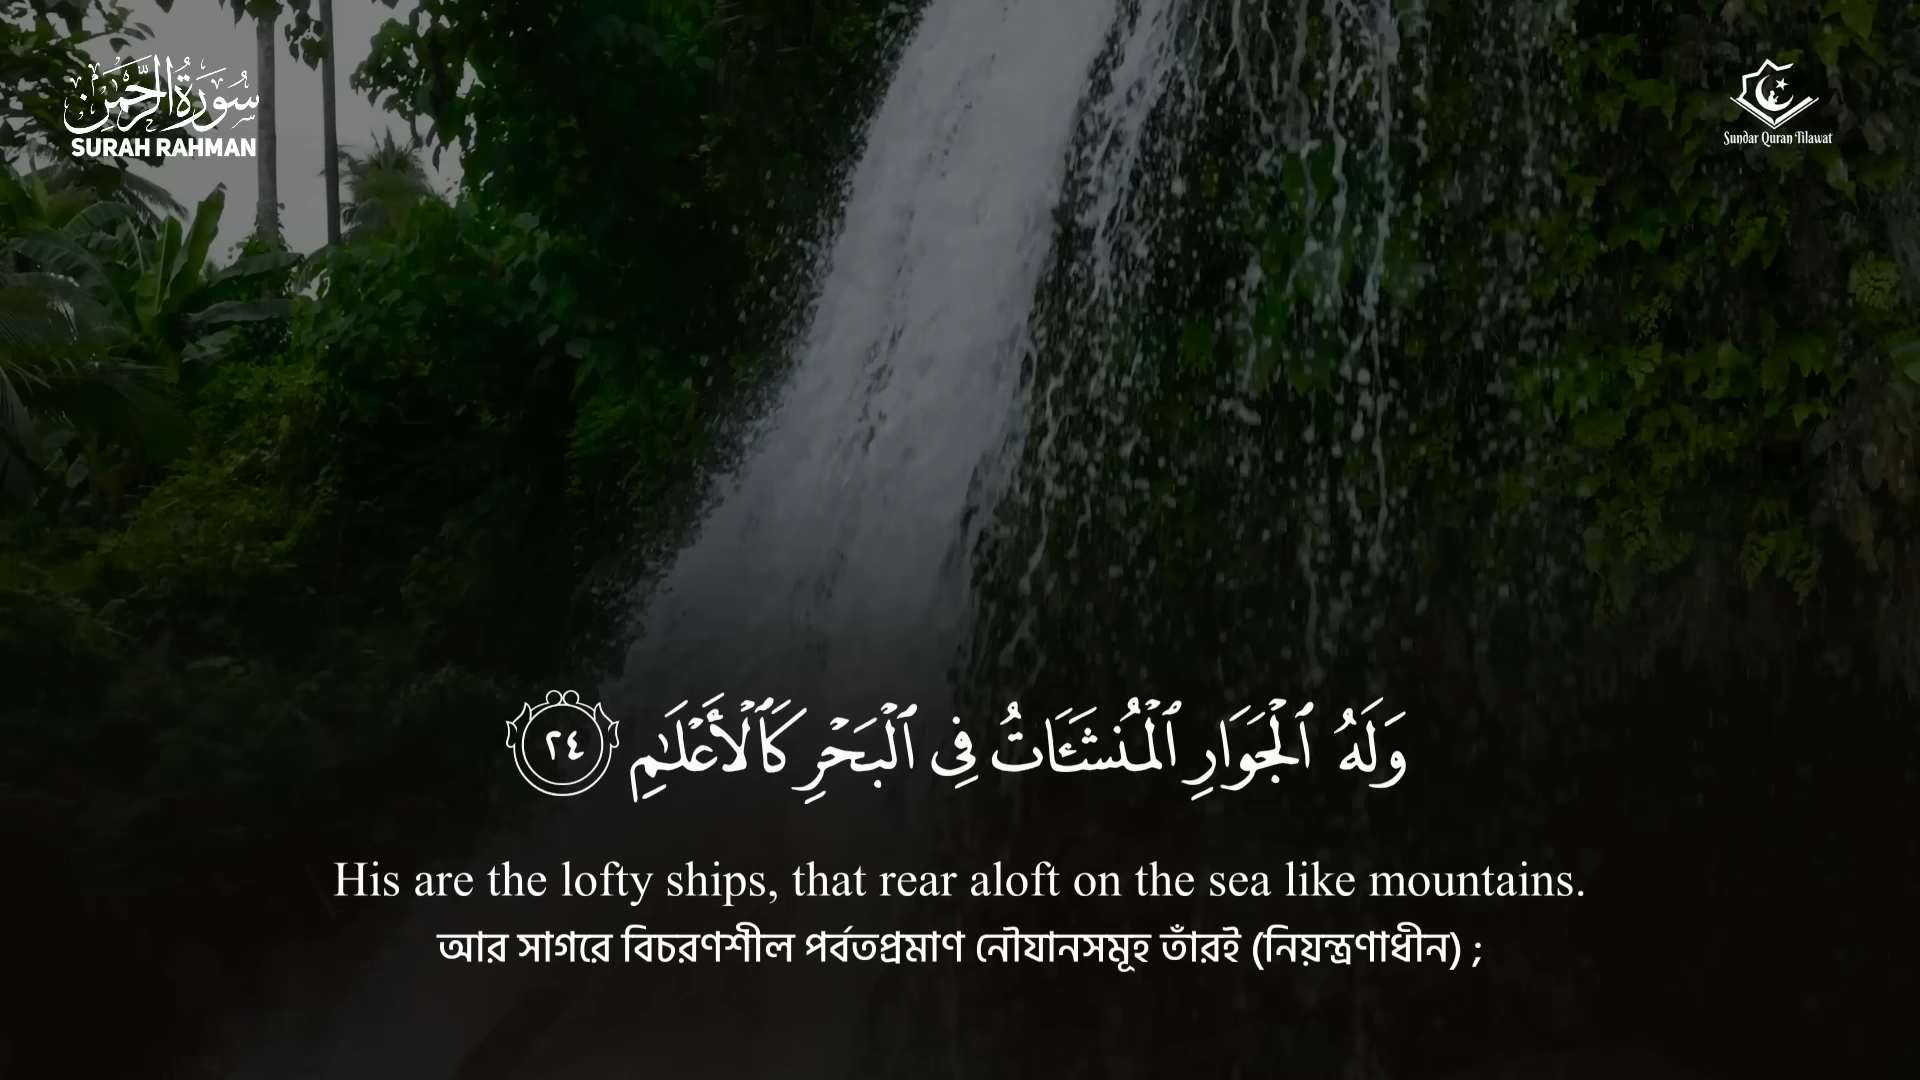 سُورَةُ الرَّحْمَٰن
SURAH RAHMAN
Sundar Quran Tilawat
وَلَهُ ٱلْجَوَارِ ٱلْمُنشَـَٔاتُ فِى ٱلْبَحْرِ كَٱلْأَعْلَـٰمِ ٢٤
His are the lofty ships, that rear aloft on the sea like mountains.
আর সাগরে বিচরণশীল পর্বতপ্রমাণ নৌযানসমূহ তাঁরই (নিয়ন্ত্রণাধীন) ;